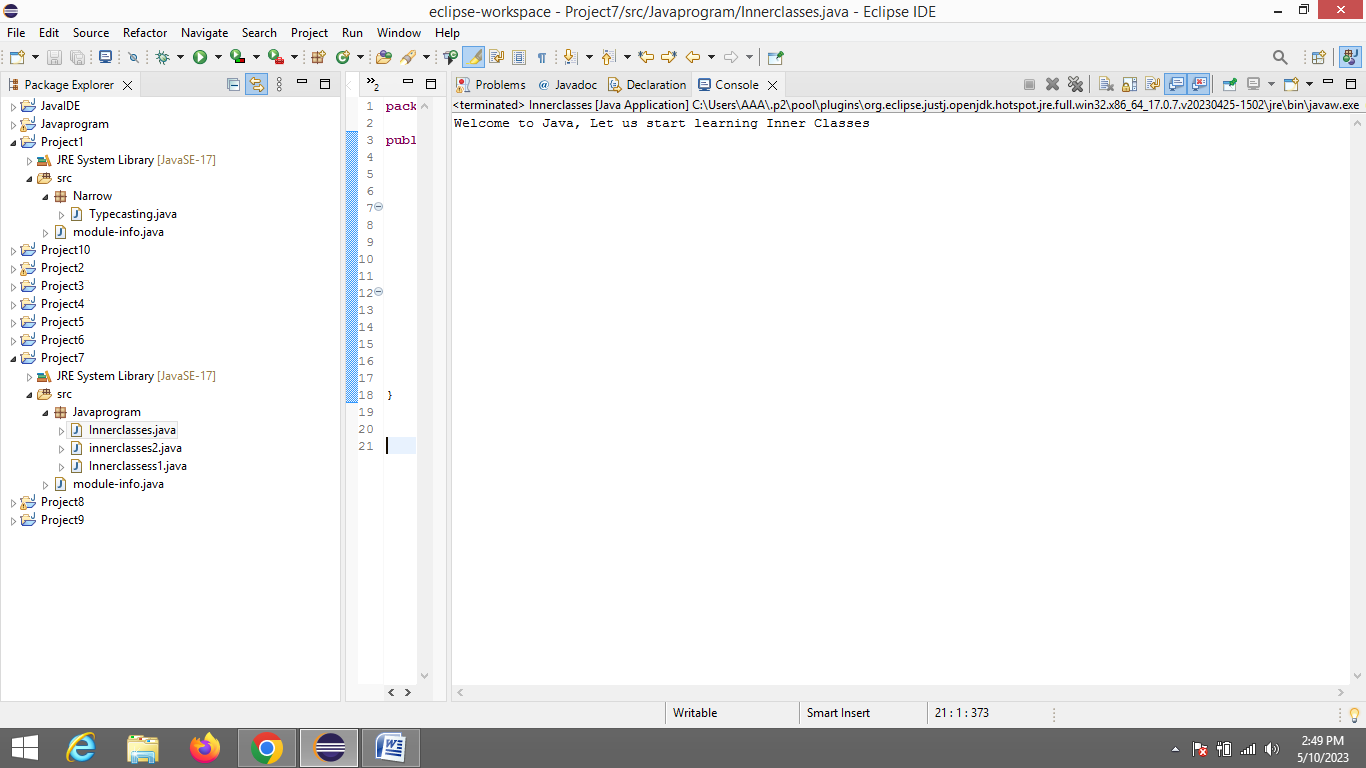 eclipse-workspace - Project7/src/Javaprogram/Innerclasses.java - Eclipse IDE
File Edit Source Refactor Navigate Search Project Run Window Help
Package Explorer
JavaIDE
Javaprogram
Project1
JRE System Library [JavaSE-17]
src
Narrow
Typecasting.java
module-info.java
Project10
Project2
Project3
Project4
Project5
Project6
Project7
JRE System Library [JavaSE-17]
src
Javaprogram
Innerclasses.java
innerclasses2.java
Innerclassess1.java
module-info.java
Project8
Project9
»2
1 pack
2
3 publ
4
5
6
7
8
9
10
11
12
13
14
15
16
17
18 }
19
20
21
Problems @ Javadoc Declaration Console
<terminated> Innerclasses [Java Application] C:\Users\AAA\.p2\pool\plugins\org.eclipse.justj.openjdk.hotspot.jre.full.win32.x86_64_17.0.7.v20230425-1502\jre\bin\javaw.exe
Welcome to Java, Let us start learning Inner Classes
Writable Smart Insert 21 : 1 : 373
2:49 PM
5/10/2023